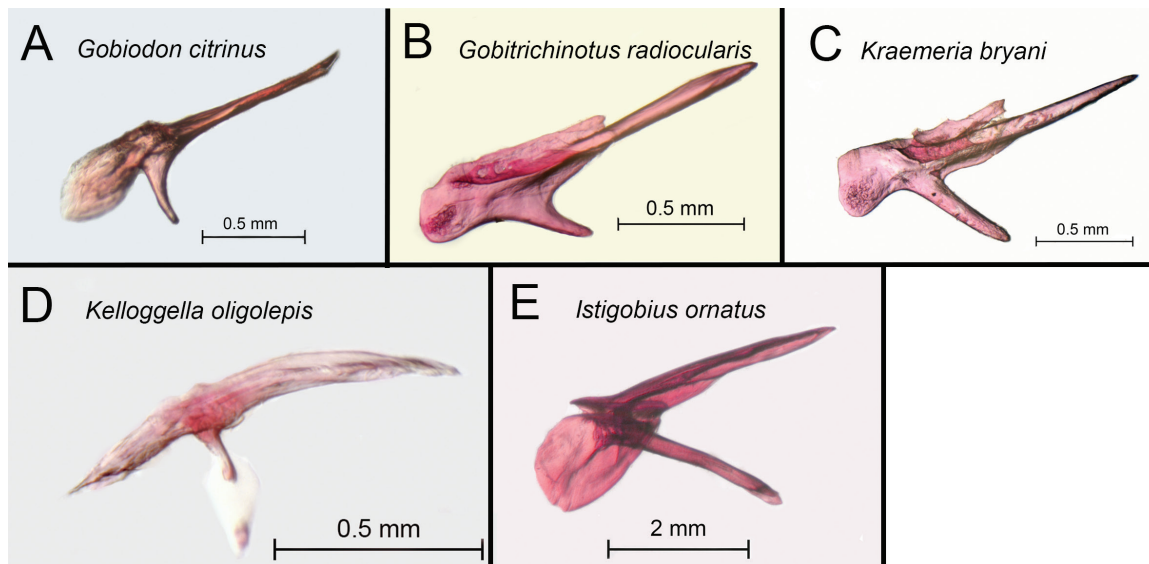 A Gobiodon citrinus
0.5 mm
B Gobitrichinotus radiocularis
0.5 mm
C Kraemeria bryani
0.5 mm
D Kelloggella oligolepis
0.5 mm
E Istigobius ornatus
2 mm